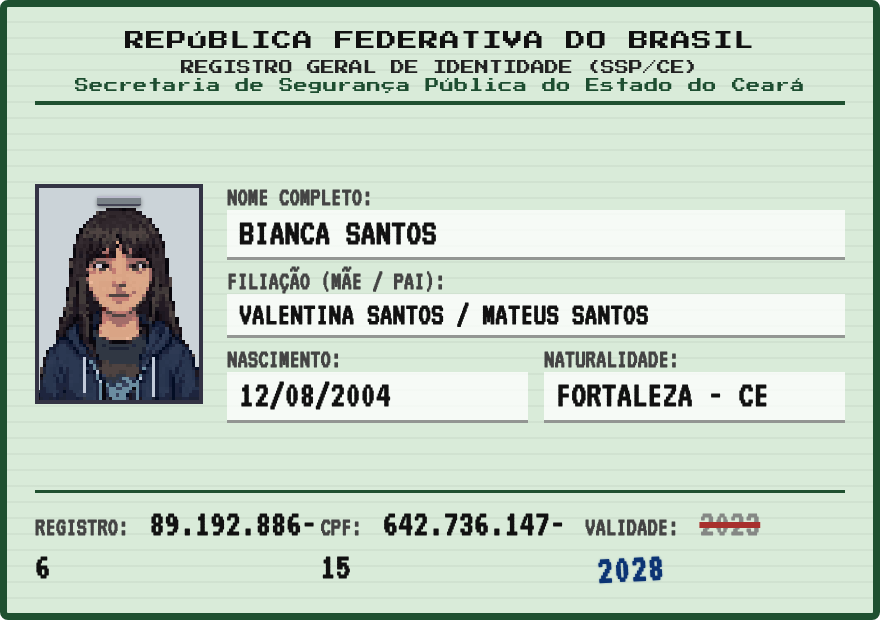 REPúBLICA FEDERATIVA DO BRASIL
REGISTRO GERAL DE IDENTIDADE (SSP/CE)
Secretaria de Segurança Pública do Estado do Ceará
NOME COMPLETO:
BIANCA SANTOS
FILIAÇÃO (MÃE / PAI):
VALENTINA SANTOS / MATEUS SANTOS
NASCIMENTO:
12/08/2004
NATURALIDADE:
FORTALEZA - CE
REGISTRO: 89.192.886-
6
CPF: 642.736.147-
15
VALIDADE: 2023
2028